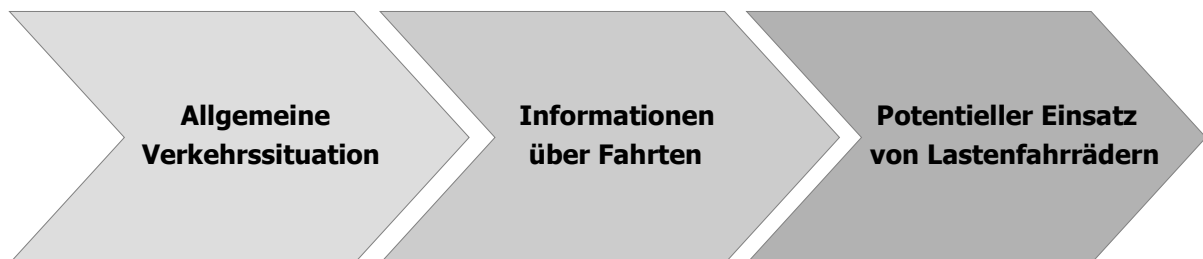 Allgemeine
Verkehrssituation
Informationen
über Fahrten
Potentieller Einsatz
von Lastenfahrrädern